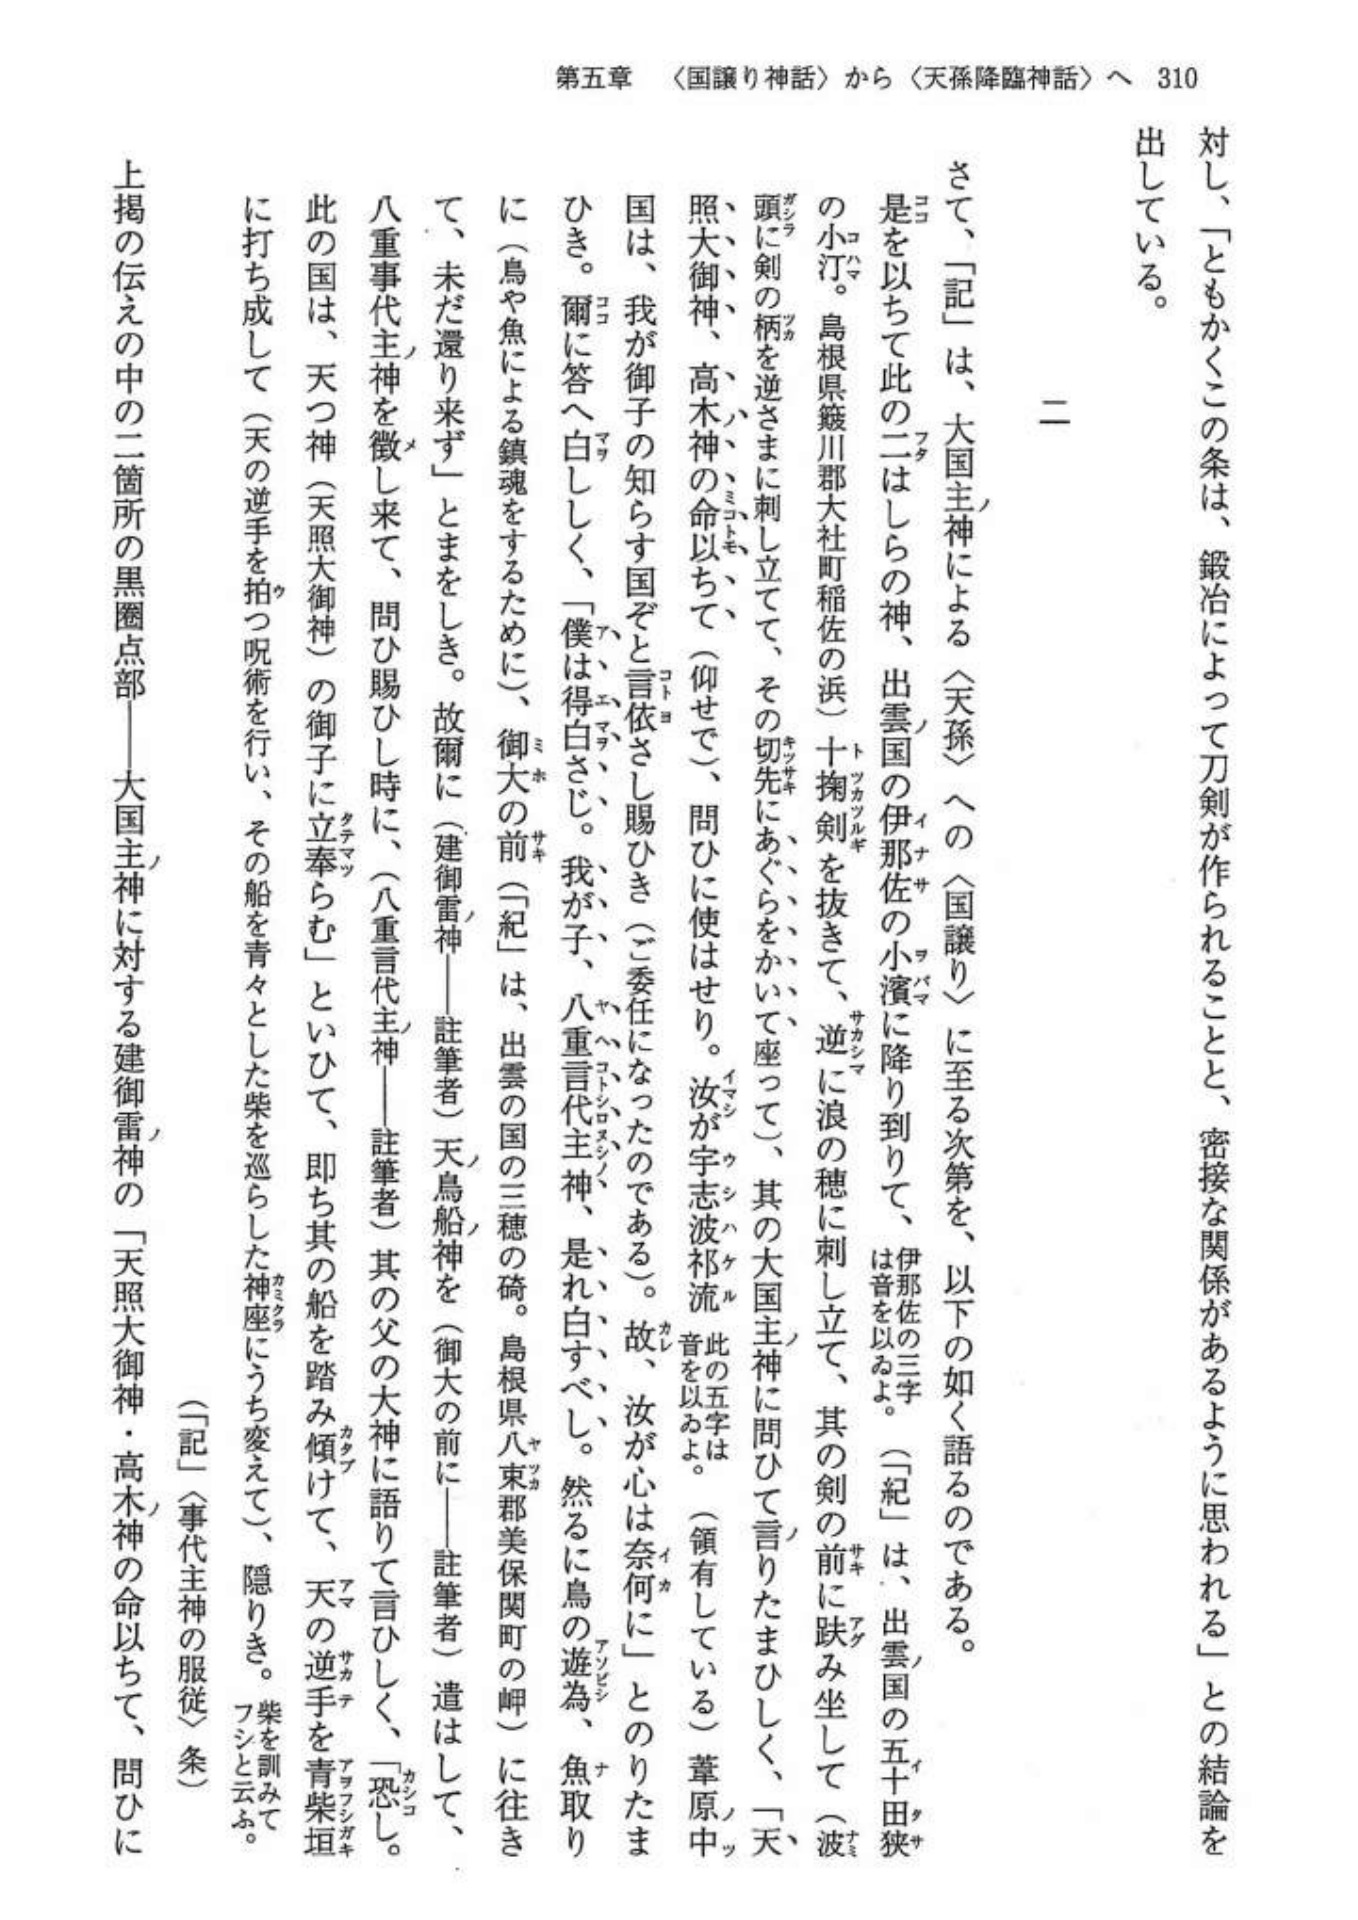 第五章　〈国譲り神話〉から〈天孫降臨神話〉へ　310
対し、「ともかくこの条は、鍛冶によって刀剣が作られることと、密接な関係があるように思われる」との結論を
出している。
二
さて、「記」は、大国主ノ神による〈天孫〉への〈国譲り〉に至る次第を、以下の如く語るのである。
是を以ちて此の二はしらの神、出雲ノ国の伊那佐の小濱に降り到りて、伊那佐の三字は音を以ゐよ。（「紀」は、出雲ノ国の五十田狭
の小汀。島根県簸川郡大社町稲佐の浜）十掬剣を抜きて、逆に浪の穂に刺し立て、其の剣の前に趺み坐して（波
頭に剣の柄を逆さまに刺し立てて、その切先にあぐらをかいて座って）、其の大国主ノ神に問ひて言りたまひしく、「天
照大御神、高木ノ神の命以ちて（仰せで）、問ひに使はせり。汝が宇志波祁流此の五字は音を以ゐよ。（領有している）葦原中
国は、我が御子の知らす国ぞと言依さし賜ひき（ご委任になったのである）。故、汝が心は奈何に」とのりたま
ひき。爾に答へ白ししく、「僕は得白さじ。我が子、八重言代主神、是れ白すべし。然るに鳥の遊為、魚取り
に（鳥や魚による鎮魂をするために）、御大の前（「紀」は、出雲の国の三穂の碕。島根県八束郡美保関町の岬）に往き
て、未だ還り来ず」とまをしき。故爾に（建御雷ノ神――註筆者）天ノ鳥船ノ神を（御大の前に――註筆者）遣はして、
八重事代主ノ神を徴し来て、問ひ賜ひし時に、（八重言代主ノ神――註筆者）其の父の大神に語りて言ひしく、「恐し。
此の国は、天つ神（天照大御神）の御子に立奉らむ」といひて、即ち其の船を踏み傾けて、天の逆手を青柴垣
に打ち成して（天の逆手を拍つ呪術を行い、その船を青々とした柴を巡らした神座にうち変えて）、隠りき。柴を訓みてフシと云ふ。
（「記」〈事代主神の服従〉条）
上掲の伝えの中の二箇所の黒圏点部――大国主ノ神に対する建御雷ノ神の「天照大御神・高木ノ神の命以ちて、問ひに